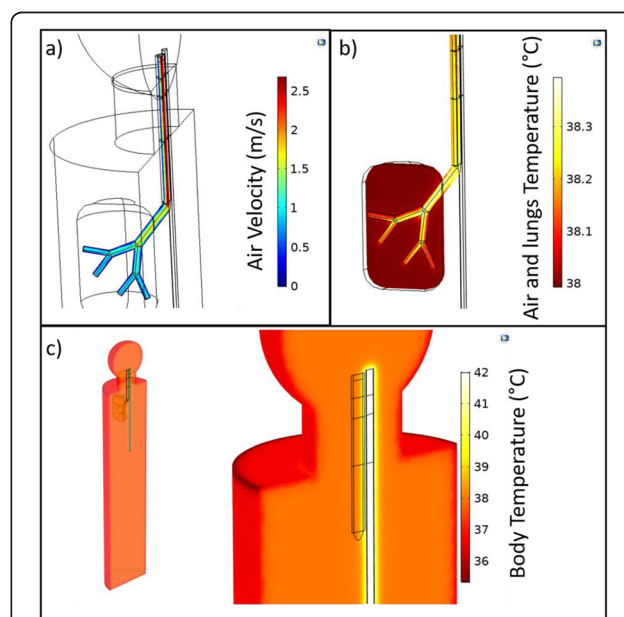 a)
Air Velocity (m/s)
2.5
2
1.5
1
0.5
0
b)
Air and lungs Temperature (°C)
38.3
38.2
38.1
38
c)
Body Temperature (°C)
42
41
40
39
38
37
36